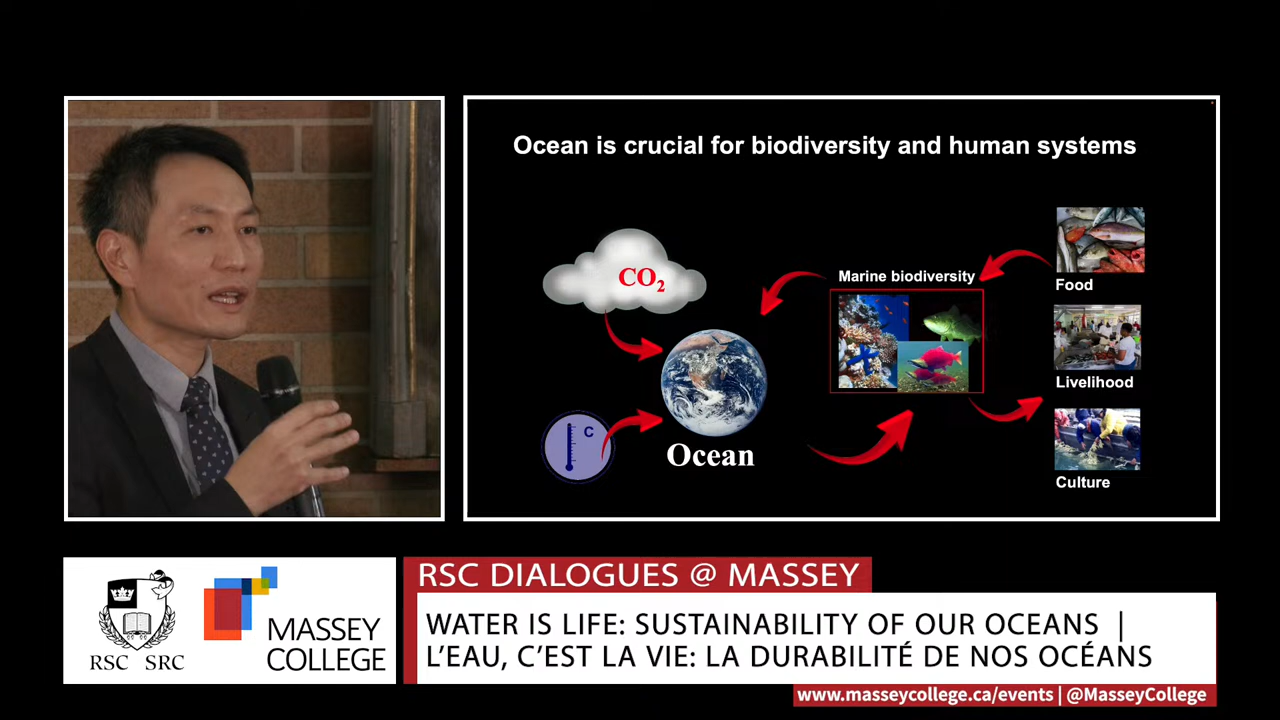 Ocean is crucial for biodiversity and human systems
CO2
Marine biodiversity
Food
Livelihood
C
Ocean
Culture
RSC SRC
MASSEY
COLLEGE
RSC DIALOGUES @ MASSEY
WATER IS LIFE: SUSTAINABILITY OF OUR OCEANS |
L’EAU, C’EST LA VIE: LA DURABILITÉ DE NOS OCÉANS
www.masseycollege.ca/events | @MasseyCollege